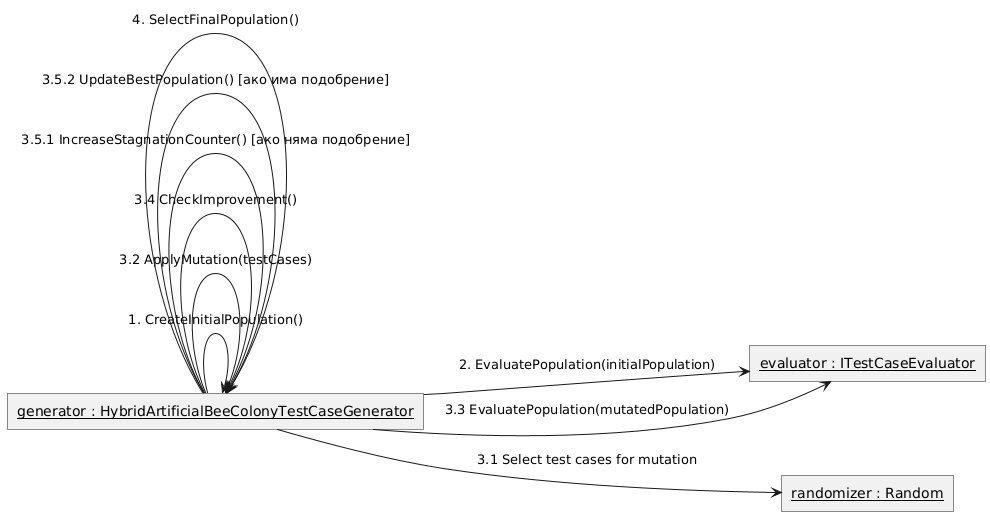 4. SelectFinalPopulation()
3.5.2 UpdateBestPopulation() [ако има подобрение]
3.5.1 IncreaseStagnationCounter() [ако няма подобрение]
3.4 CheckImprovement()
3.2 ApplyMutation(testCases)
1. CreateInitialPopulation()
2. EvaluatePopulation(initialPopulation)
evaluator : ITestCaseEvaluator
generator : HybridArtificialBeeColonyTestCaseGenerator
3.3 EvaluatePopulation(mutatedPopulation)
3.1 Select test cases for mutation
randomizer : Random